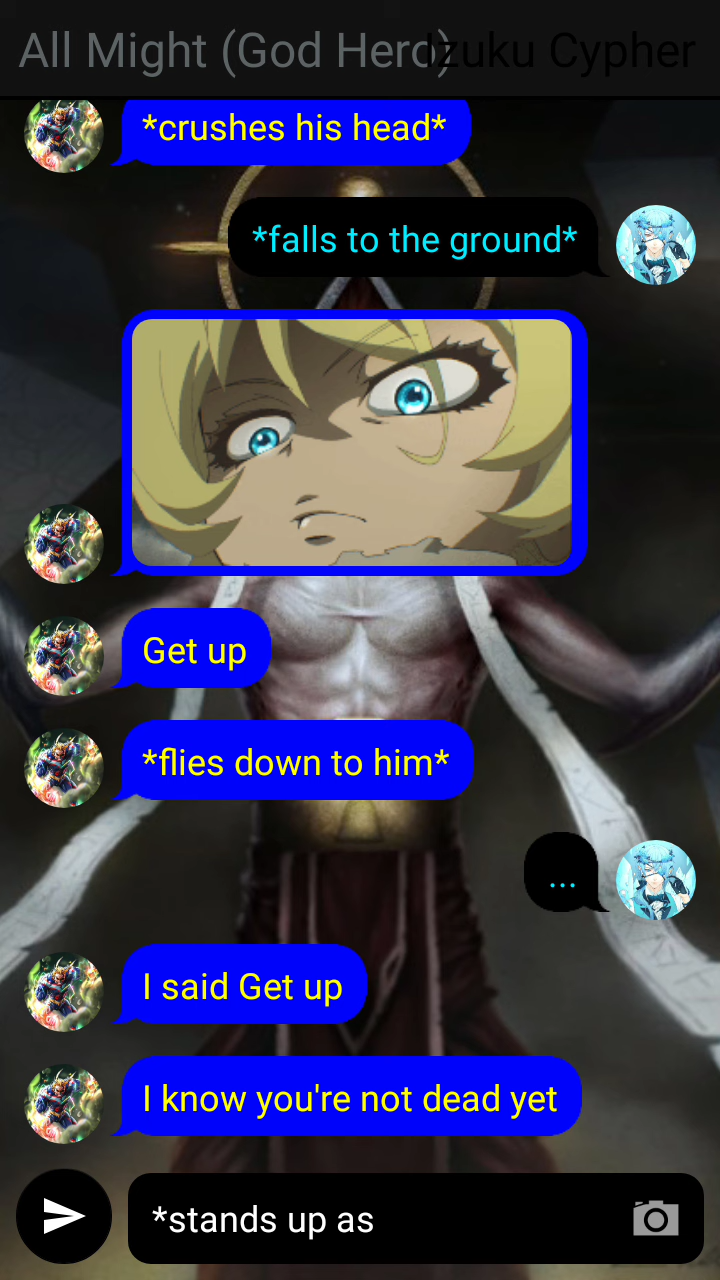 All Might (God Hero) Izuku Cypher
*crushes his head*
*falls to the ground*
Get up
*flies down to him*
...
I said Get up
I know you're not dead yet
*stands up as